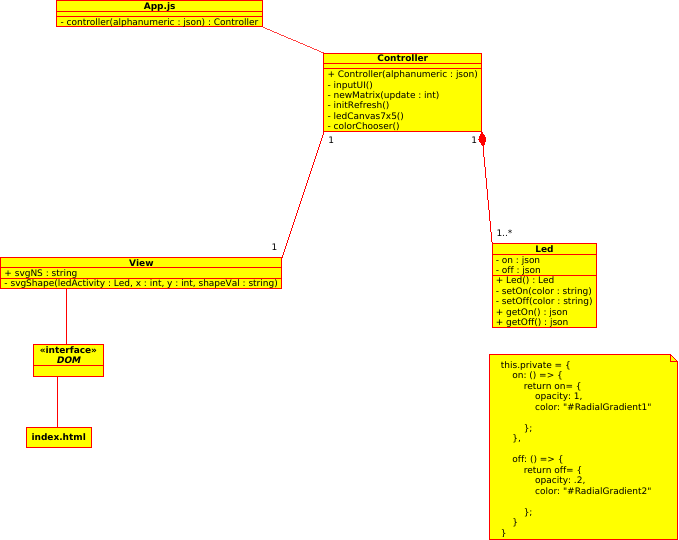 App.js
- controller(alphanumeric : json) : Controller
Controller
+ Controller(alphanumeric : json)
- inputUI()
- newMatrix(update : int)
- initRefresh()
- ledCanvas7x5()
- colorChooser()
1
1
1
1..*
View
+ svgNS : string
- svgShape(ledActivity : Led, x : int, y : int, shapeVal : string)
Led
- on : json
- off : json
+ Led() : Led
- setOn(color : string)
- setOff(color : string)
+ getOn() : json
+ getOff() : json
«interface»
DOM
index.html
this.private = {
on: () => {
return on= {
opacity: 1,
color: "#RadialGradient1"
};
},
off: () => {
return off= {
opacity: .2,
color: "#RadialGradient2"
};
}
}